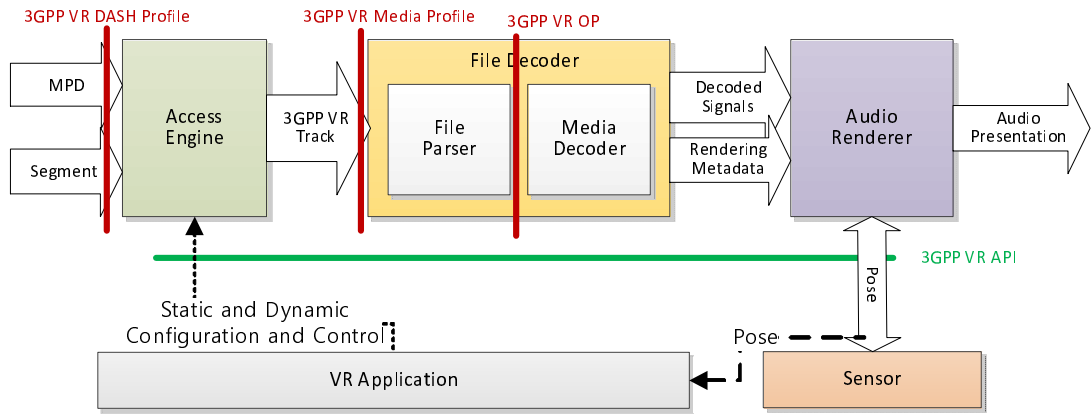 3GPP VR DASH Profile
3GPP VR Media Profile
3GPP VR OP
File Decoder
MPD
Segment
Access
Engine
3GPP VR
Track
File
Parser
Media
Decoder
Decoded
Signals
Rendering
Metadata
Audio
Renderer
Audio
Presentation
3GPP VR API
Pose
Static and Dynamic
Configuration and Control
Pose
VR Application
Sensor